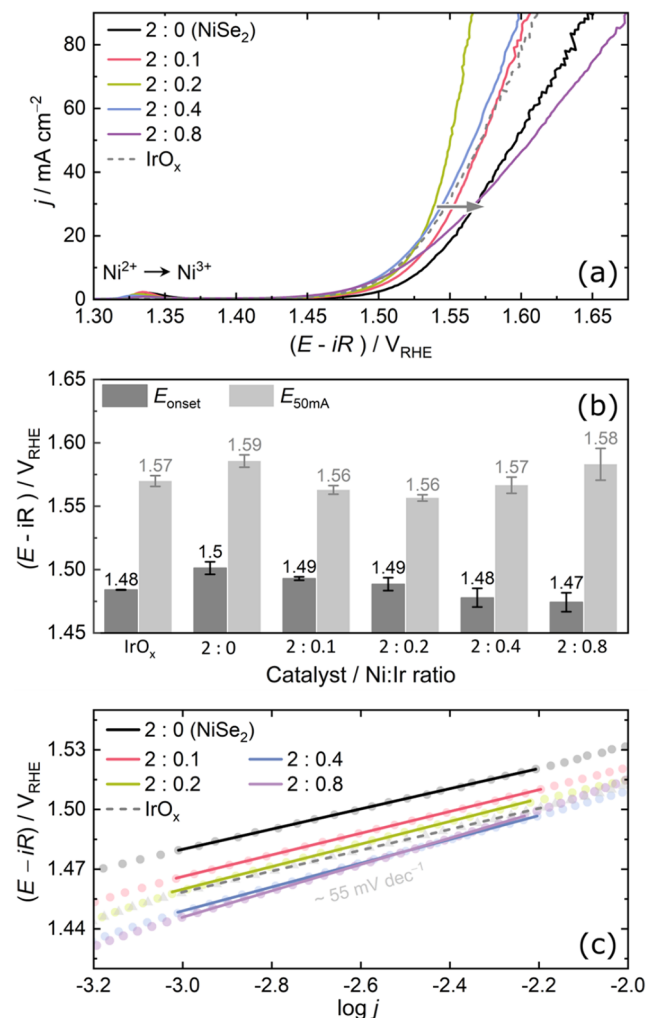 80
60
40
20
0
j / mA cm⁻²
2 : 0 (NiSe₂)
2 : 0.1
2 : 0.2
2 : 0.4
2 : 0.8
IrOₓ
Ni²⁺ → Ni³⁺
(a)
1.30 1.35 1.40 1.45 1.50 1.55 1.60 1.65
(E - iR ) / V_RHE
1.65
1.60
1.55
1.50
1.45
(E - iR ) / V_RHE
E_onset E_50mA
(b)
1.57 1.59 1.56 1.56 1.57 1.58
1.48 1.5 1.49 1.49 1.48 1.47
IrOₓ 2 : 0 2 : 0.1 2 : 0.2 2 : 0.4 2 : 0.8
Catalyst / Ni:Ir ratio
1.53
1.50
1.47
1.44
(E – iR) / V_RHE
2 : 0 (NiSe₂)
2 : 0.1 2 : 0.4
2 : 0.2 2 : 0.8
IrOₓ
~ 55 mV dec⁻¹
(c)
-3.2 -3.0 -2.8 -2.6 -2.4 -2.2 -2.0
log j